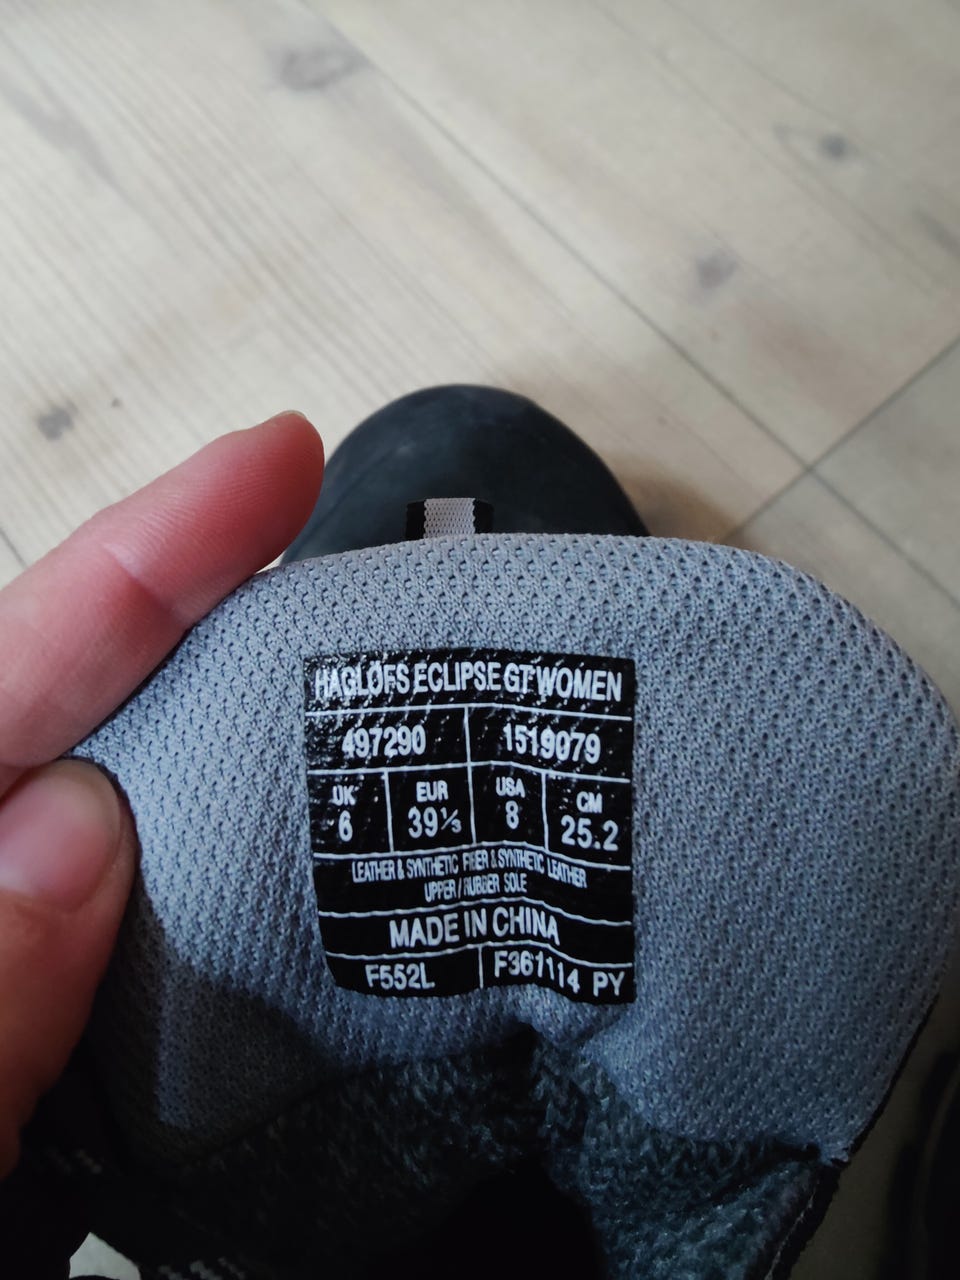 HAGLÖFS ECLIPSE GT WOMEN
497290 1519079
UK EUR USA CM
6 39⅓ 8 25.2
LEATHER & SYNTHETIC FIBER & SYNTHETIC LEATHER
UPPER / RUBBER SOLE
MADE IN CHINA
F552L F361114 PY